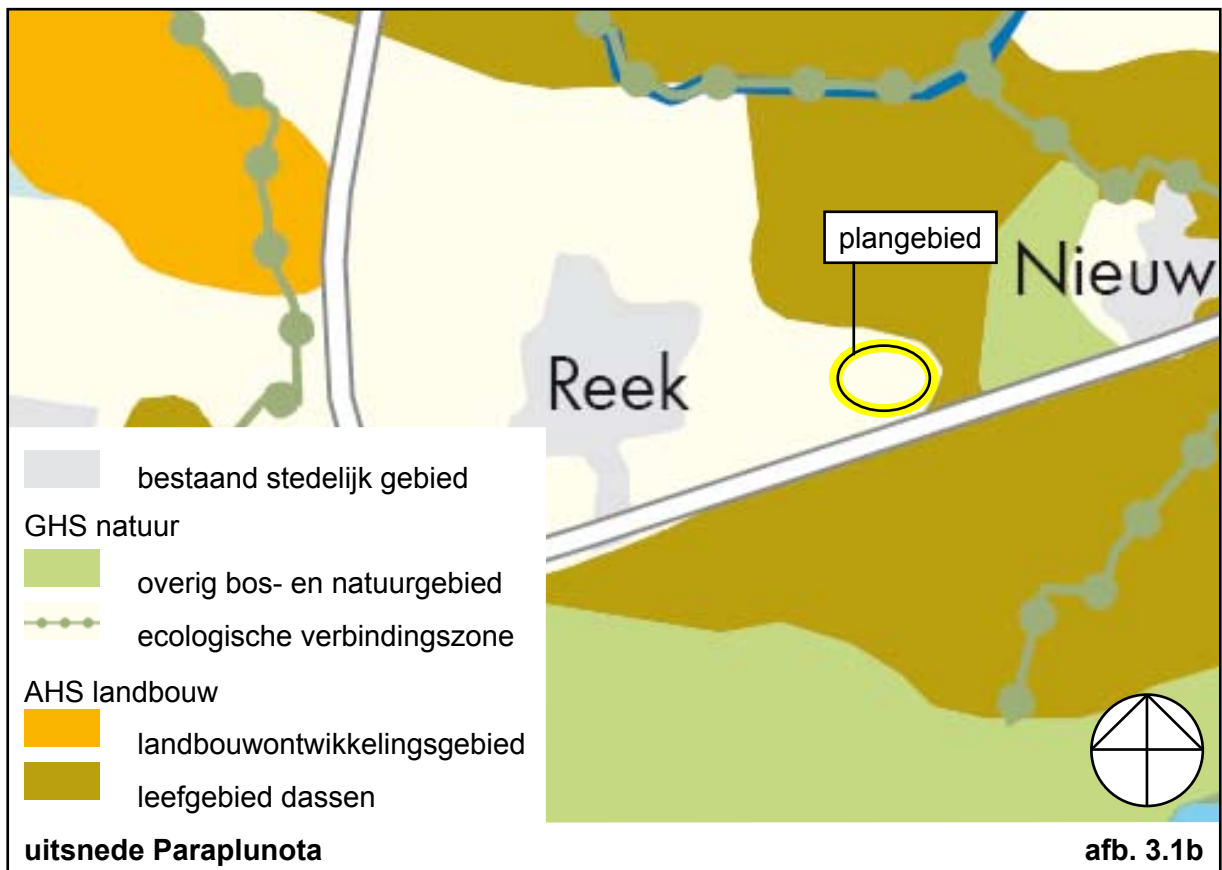 plangebied
Nieuw
Reek
bestaand stedelijk gebied
GHS natuur
overig bos- en natuurgebied
ecologische verbindingszone
AHS landbouw
landbouwontwikkelingsgebied
leefgebied dassen
uitsnede Paraplunota
afb. 3.1b